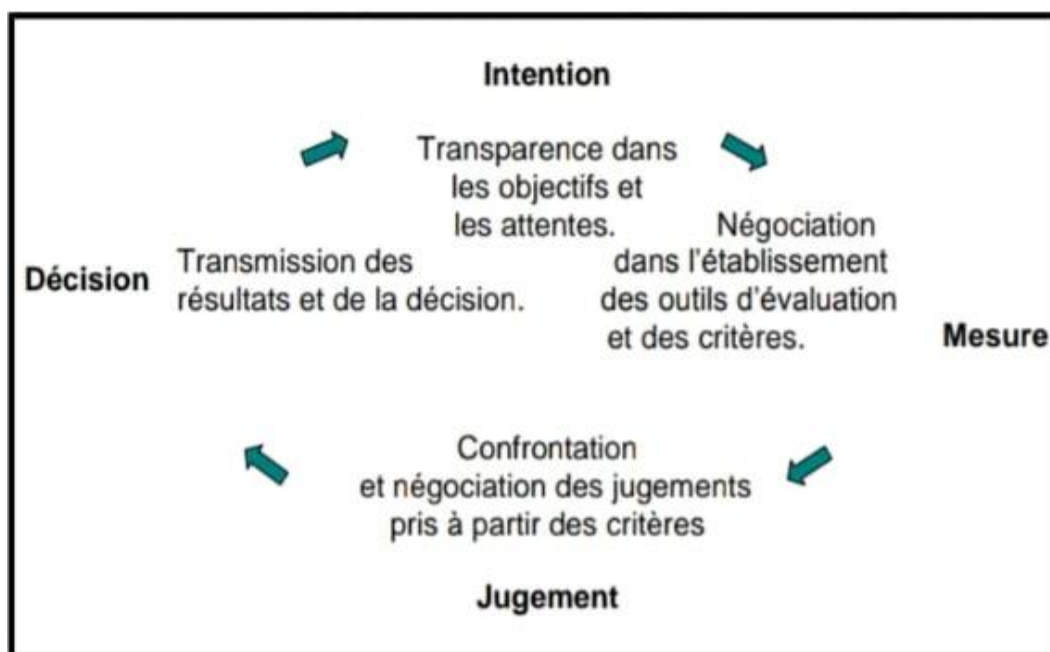 Intention
Transparence dans
les objectifs et
les attentes.
Négociation
dans l'établissement
des outils d'évaluation
et des critères.
Mesure
Confrontation
et négociation des jugements
pris à partir des critères
Jugement
Décision
Transmission des
résultats et de la décision.